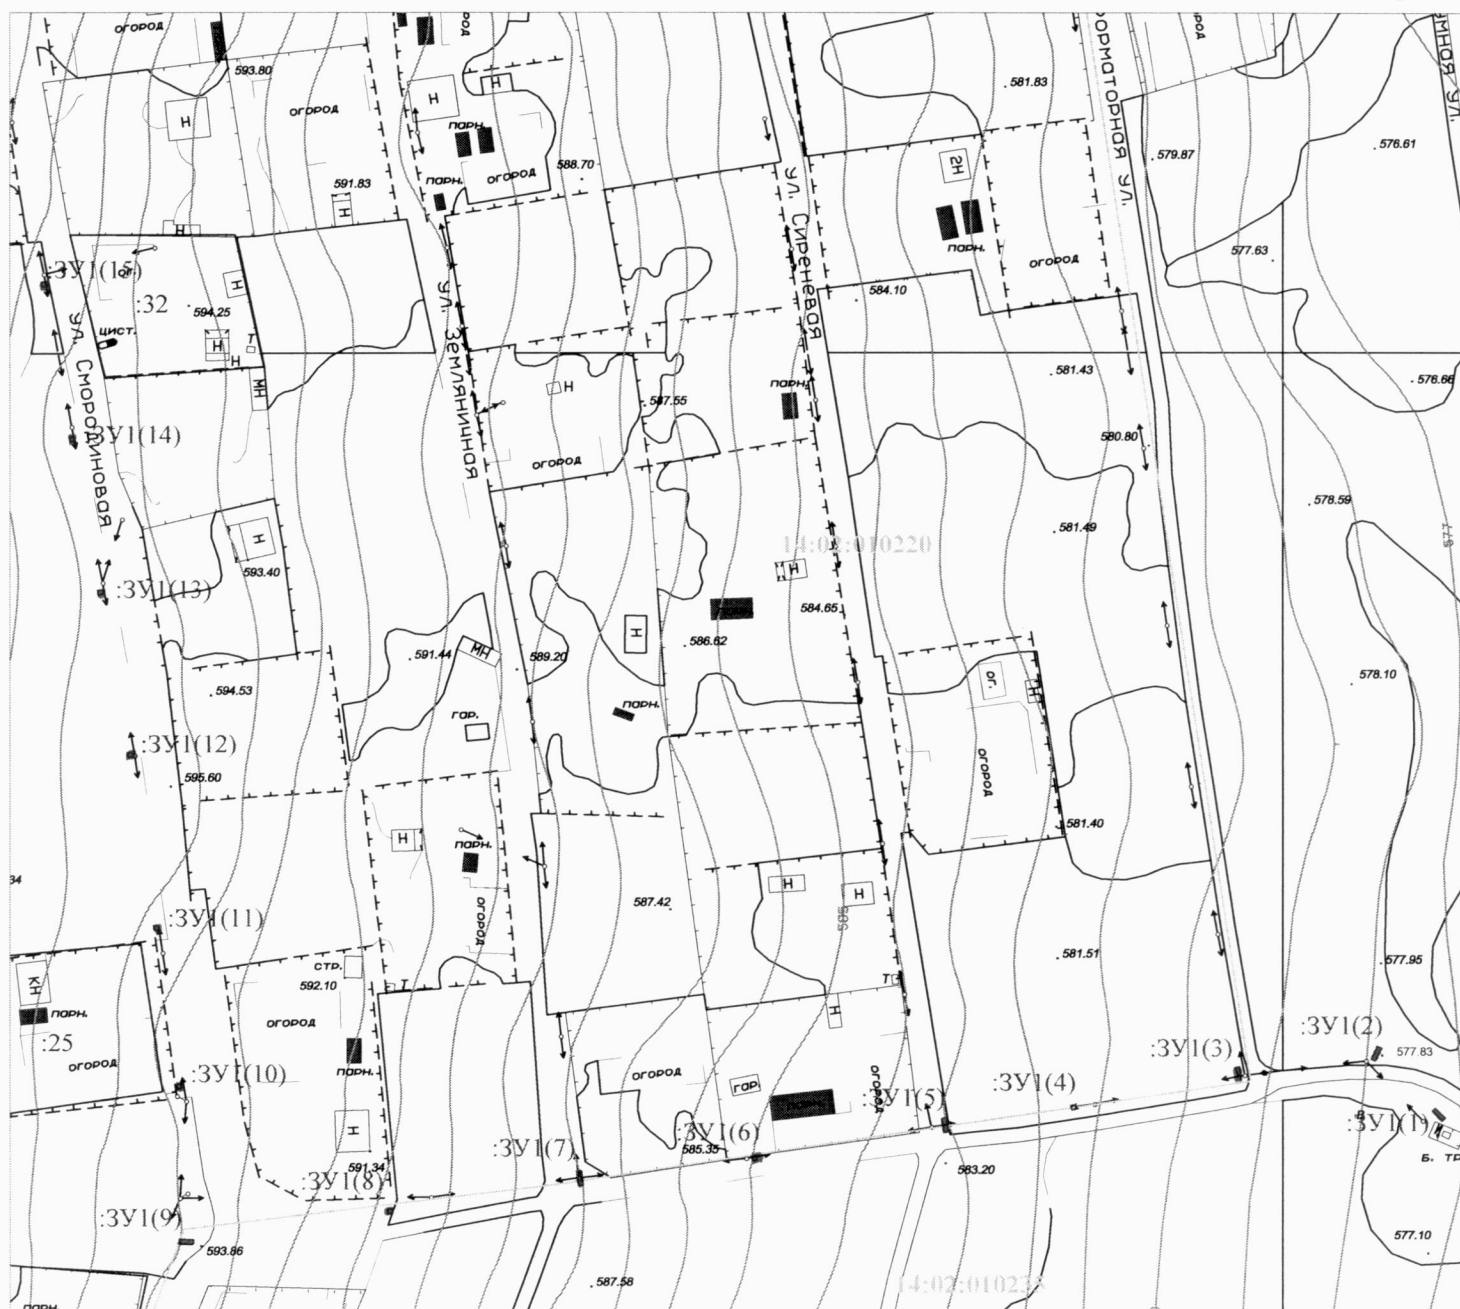 ОГОРОД
593.80
Н
ОГОРОД
Н
Н
ПАРН.
ПАРН.
ОГОРОД
588.70
591.83
Н
Н
581.83
579.87
576.61
577.63
ПАРН.
ОГОРОД
584.10
УЛ. Сиреневая
:ЗУ1(15)
:32
594.25
ЦИСТ.
Н
Н
Н
Т
МН
УЛ. Смородиновая
УЛ. Земляничная
Н
587.55
ПАРН.
581.43
576.66
580.80
:ЗУ1(14)
ОГОРОД
578.59
581.49
577
14:02:010220
Н
593.40
:ЗУ1(13)
Н
584.65
586.62
Н
591.44
МН
589.20
594.53
ПАРН.
ГАР.
ОГ.
578.10
ОГОРОД
:ЗУ1(12)
595.60
581.40
Н
ПАРН.
ОГОРОД
Н
Н
587.42
585
:ЗУ1(11)
581.51
577.95
КН
ПАРН.
:25
ОГОРОД
СТР.
592.10
Т
Т
ОГОРОД
ПАРН.
Н
:ЗУ1(10)
ОГОРОД
ГАР.
ОГОРОД
:ЗУ1(5)
:ЗУ1(4)
:ЗУ1(3)
:ЗУ1(2)
577.83
:ЗУ1(1)
Б. ТР
:ЗУ1(6)
585.35
:ЗУ1(7)
583.20
Н
591.34
:ЗУ1(8)
:ЗУ1(9)
593.86
587.58
577.10
ПАРН.